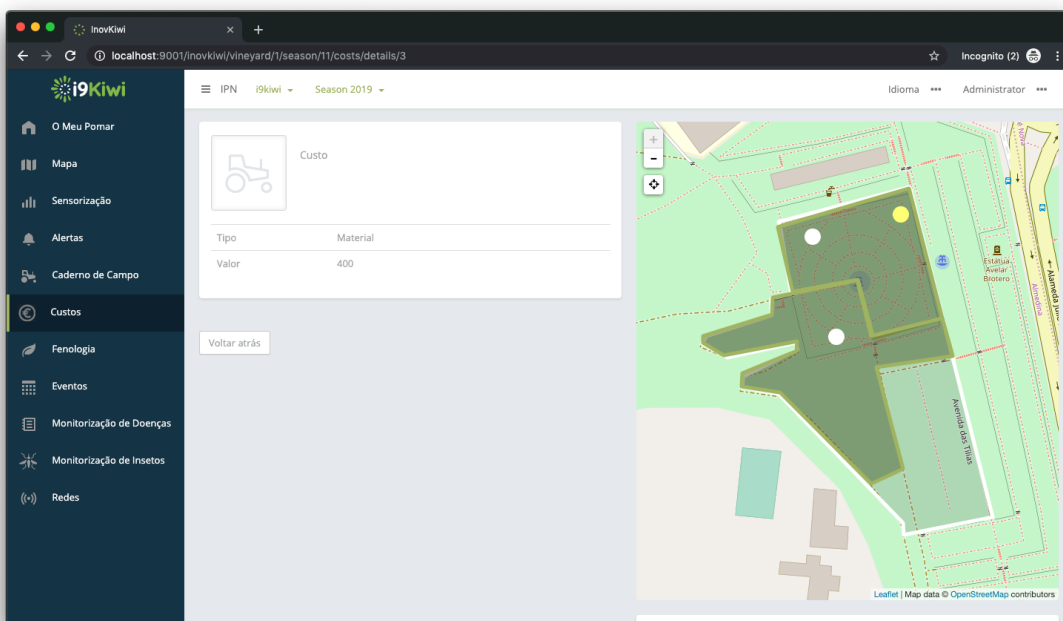 InovKiwi
localhost:9001/inovkiwi/vineyard/1/season/11/costs/details/3
Incognito (2)
i9Kiwi
IPN i9kiwi Season 2019
Idioma Administrator
O Meu Pomar
Mapa
Sensorização
Alertas
Caderno de Campo
Custos
Fenologia
Eventos
Monitorização de Doenças
Monitorização de Insetos
Redes
Custo
Tipo Material
Valor 400
Voltar atrás
+
-
Estátua
Avelar
Brotero
Almedina
Avenida das Tílias
Leaflet | Map data © OpenStreetMap contributors